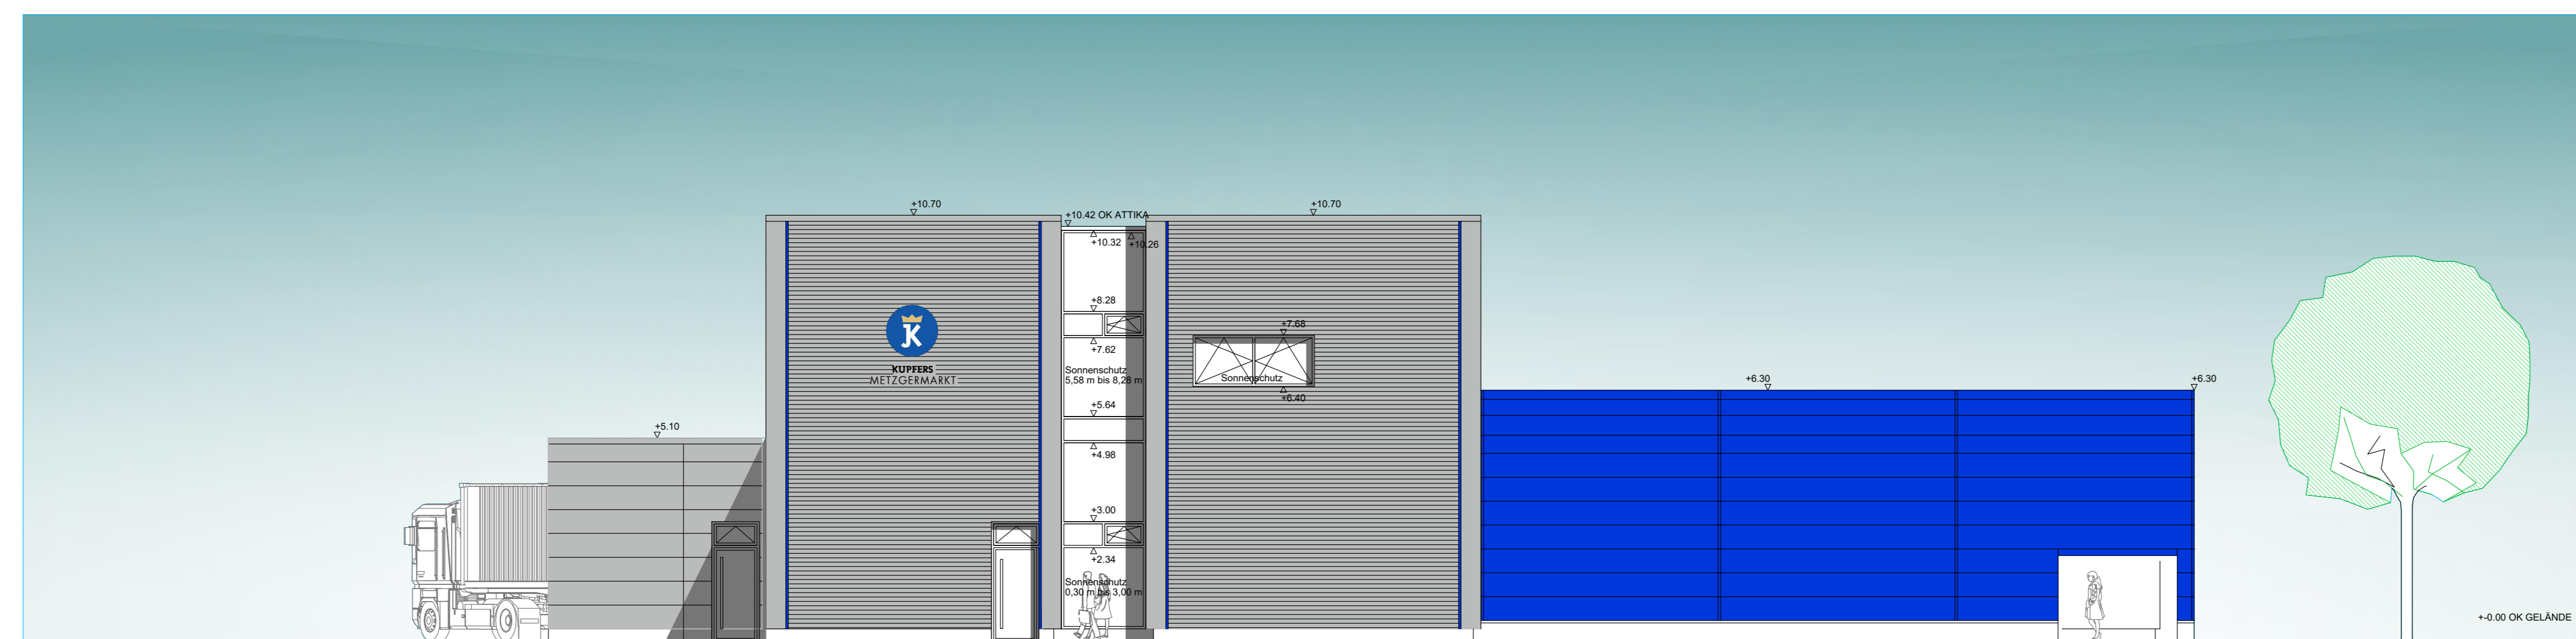 +10.70
+10.42 OK ATTIKA
+10.70
+10.32
+10.26
+8.28
JK
KUPFERS
METZGERMARKT
+7.62
Sonnenschutz
5,58 m bis 8,28 m
+7.68
Sonnenschutz
+6.40
+6.30
+6.30
+5.64
+5.10
+4.98
+3.00
+2.34
Sonnenschutz
0,30 m bis 3,00 m
+-0.00 OK GELÄNDE